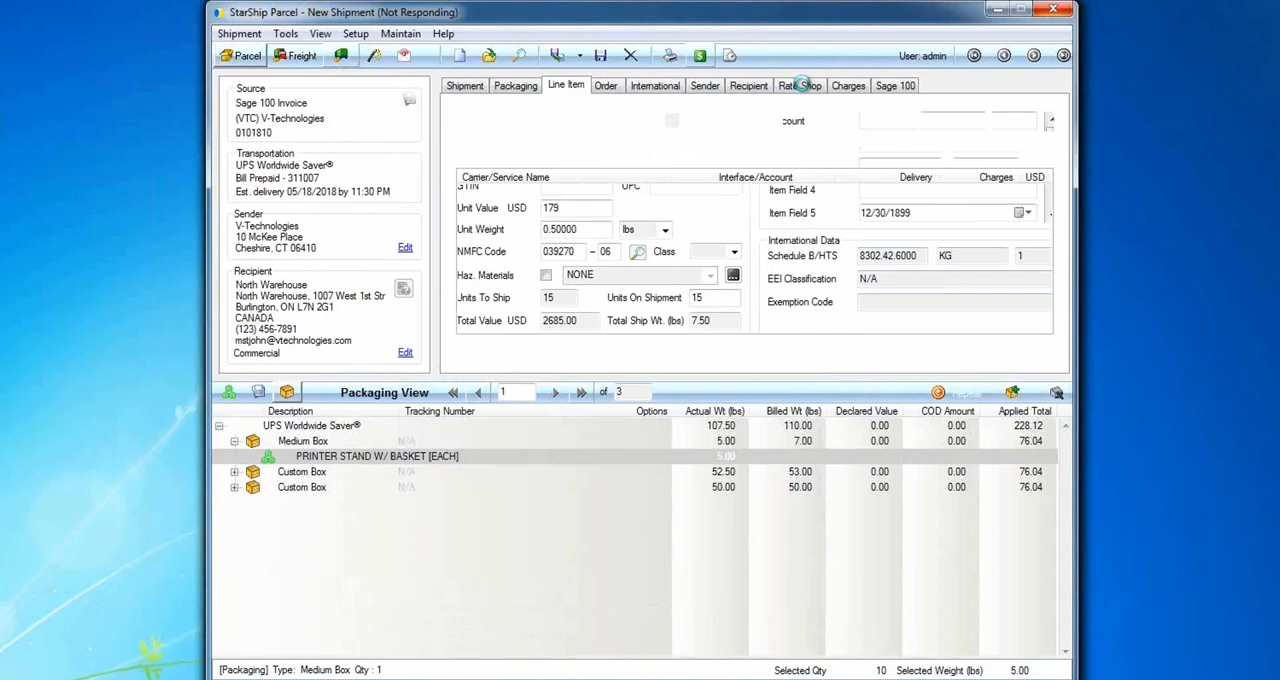 StarShip Parcel - New Shipment (Not Responding)
Shipment Tools View Setup Maintain Help
Parcel Freight User: admin
Source
Sage 100 Invoice
(VTC) V-Technologies
0101810
Transportation
UPS Worldwide Saver®
Bill Prepaid - 311007
Est. delivery 05/18/2018 by 11:30 PM
Sender
V-Technologies
10 McKee Place
Cheshire, CT 06410
Edit
Recipient
North Warehouse
North Warehouse, 1007 West 1st Str
Burlington, ON L7N 2G1
CANADA
(123) 456-7891
mstjohn@vtechnologies.com
Commercial
Edit
Shipment Packaging Line Item Order International Sender Recipient Rate Shop Charges Sage 100
count
Carrier/Service Name Interface/Account Delivery Charges USD
GTIN UPC
Unit Value USD 179
Unit Weight 0.50000 lbs
NMFC Code 039270 - 06 Class
Haz. Materials NONE
Units To Ship 15 Units On Shipment 15
Total Value USD 2685.00 Total Ship Wt. (lbs) 7.50
Item Field 4
Item Field 5 12/30/1899
International Data
Schedule B/HTS 8302.42.6000 KG 1
EEI Classification N/A
Exemption Code
Packaging View 1 of 3 Repeat
Description Tracking Number Options Actual Wt (lbs) Billed Wt (lbs) Declared Value COD Amount Applied Total
UPS Worldwide Saver® 107.50 110.00 0.00 0.00 228.12
Medium Box N/A 5.00 7.00 0.00 0.00 76.04
PRINTER STAND W/ BASKET [EACH] 5.00
Custom Box N/A 52.50 53.00 0.00 0.00 76.04
Custom Box N/A 50.00 50.00 0.00 0.00 76.04
[Packaging] Type: Medium Box Qty : 1 Selected Qty 10 Selected Weight (lbs) 5.00